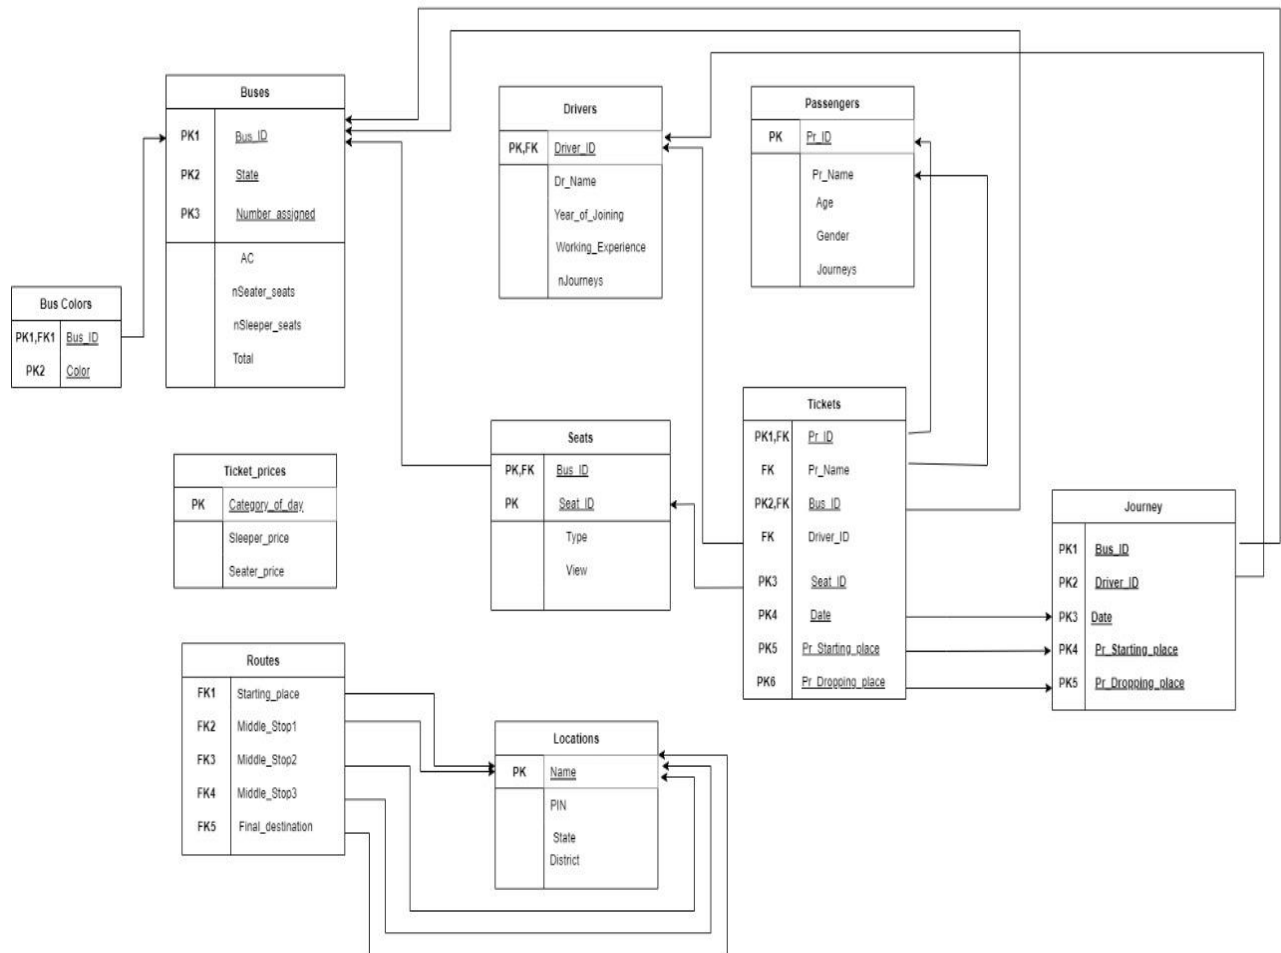 Buses
PK1 Bus_ID
PK2 State
PK3 Number_assigned
AC
nSeater_seats
nSleeper_seats
Total
Drivers
PK,FK Driver_ID
Dr_Name
Year_of_Joining
Working_Experience
nJourneys
Passengers
PK Pr_ID
Pr_Name
Age
Gender
Journeys
Bus Colors
PK1,FK1 Bus_ID
PK2 Color
Ticket_prices
PK Category_of_day
Sleeper_price
Seater_price
Seats
PK,FK Bus_ID
PK Seat_ID
Type
View
Tickets
PK1,FK Pr_ID
FK Pr_Name
PK2,FK Bus_ID
FK Driver_ID
PK3 Seat_ID
PK4 Date
PK5 Pr_Starting_place
PK6 Pr_Dropping_place
Journey
PK1 Bus_ID
PK2 Driver_ID
PK3 Date
PK4 Pr_Starting_place
PK5 Pr_Dropping_place
Routes
FK1 Starting_place
FK2 Middle_Stop1
FK3 Middle_Stop2
FK4 Middle_Stop3
FK5 Final_destination
Locations
PK Name
PIN
State
District